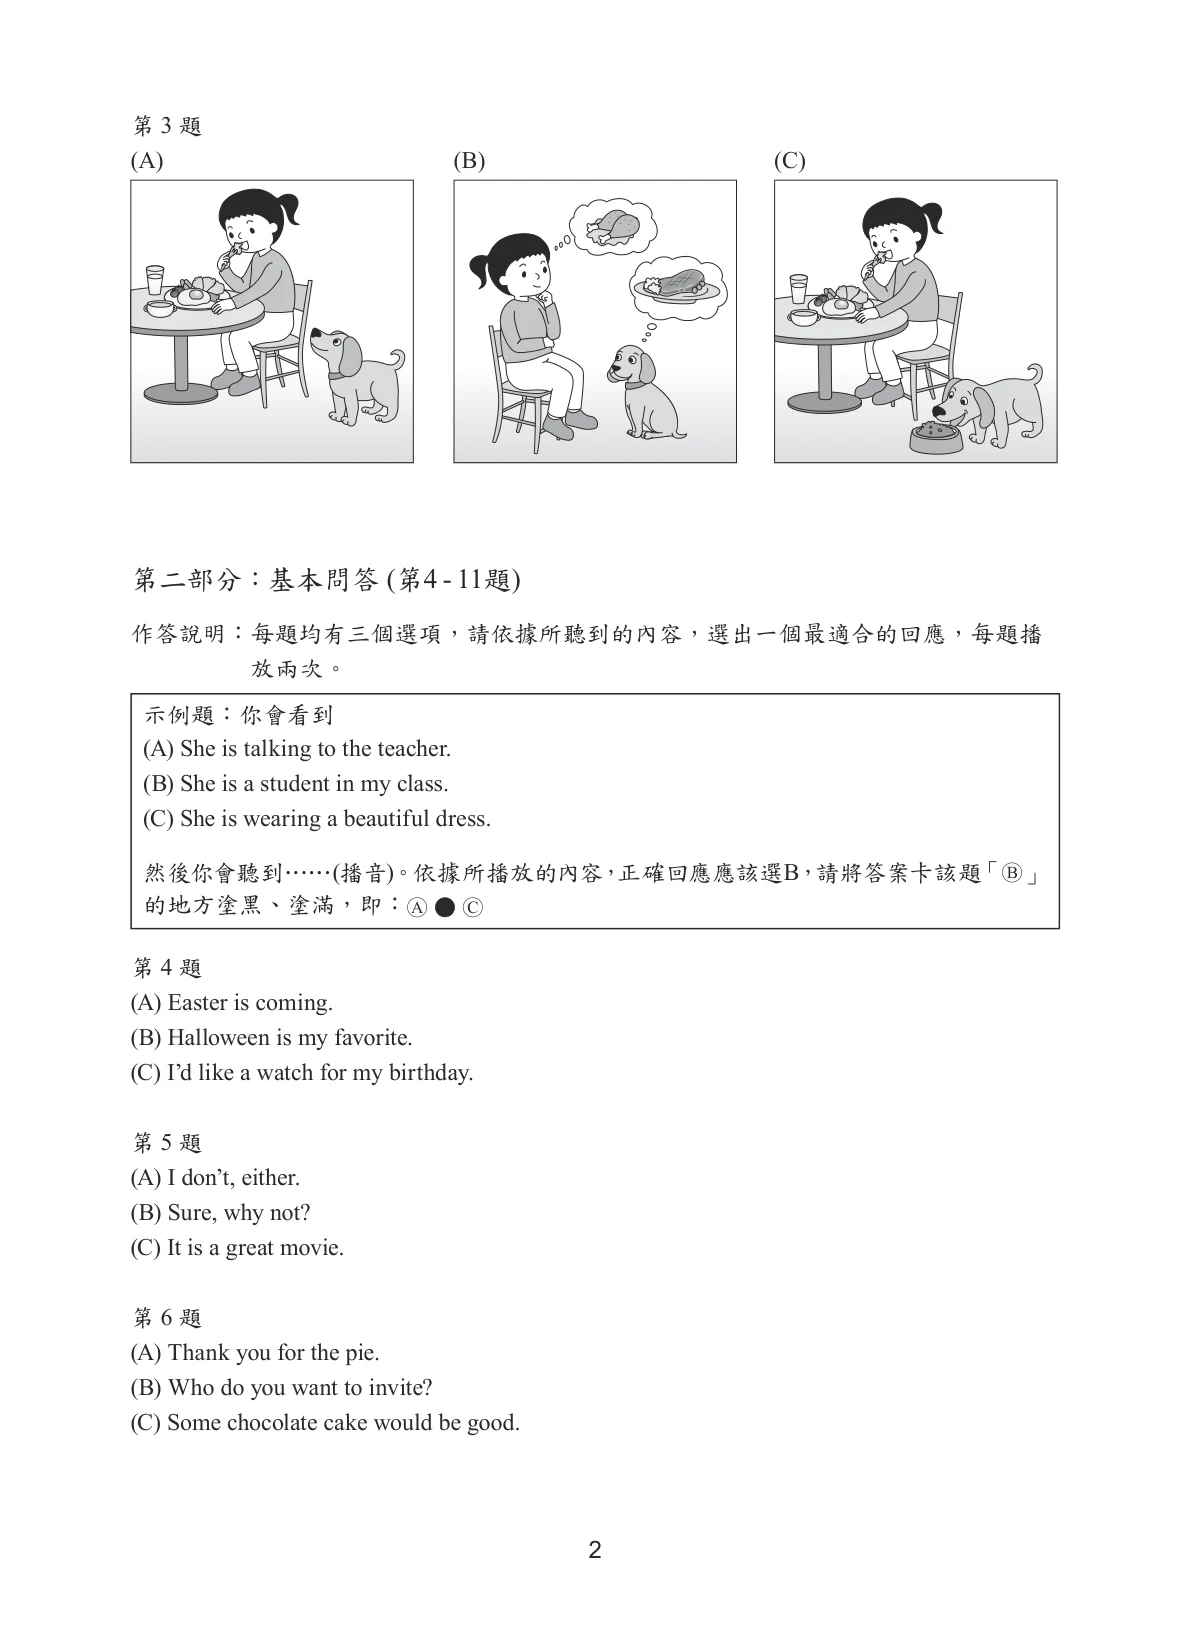 第 3 題
(A) (B) (C)
第二部分：基本問答 (第4 - 11題)
作答說明：每題均有三個選項，請依據所聽到的內容，選出一個最適合的回應，每題播
放兩次。
示例題：你會看到
(A) She is talking to the teacher.
(B) She is a student in my class.
(C) She is wearing a beautiful dress.
然後你會聽到……(播音)。依據所播放的內容，正確回應應該選B，請將答案卡該題「Ⓑ」
的地方塗黑、塗滿，即：Ⓐ ● Ⓒ
第 4 題
(A) Easter is coming.
(B) Halloween is my favorite.
(C) I’d like a watch for my birthday.
第 5 題
(A) I don’t, either.
(B) Sure, why not?
(C) It is a great movie.
第 6 題
(A) Thank you for the pie.
(B) Who do you want to invite?
(C) Some chocolate cake would be good.
2